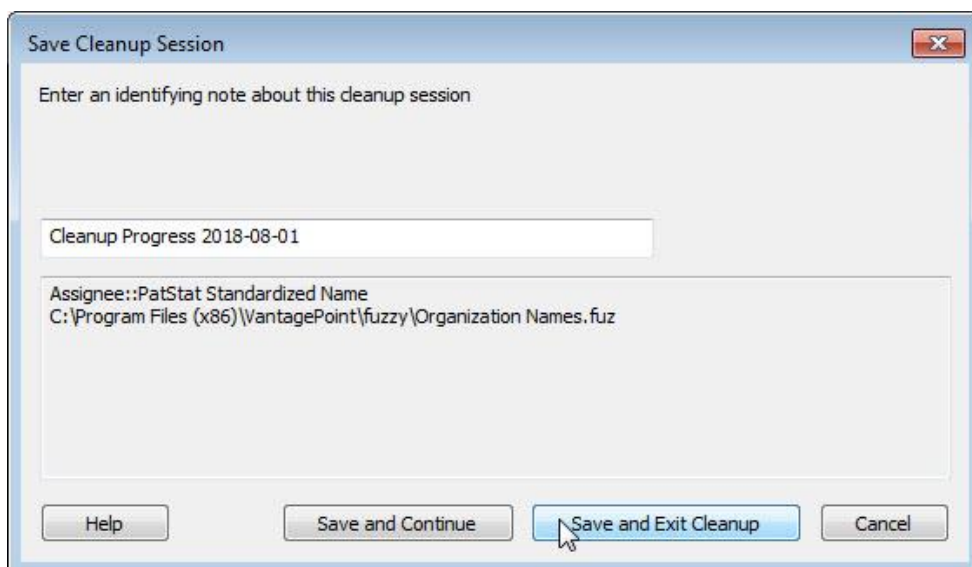 Save Cleanup Session
Enter an identifying note about this cleanup session
Cleanup Progress 2018-08-01
Assignee::PatStat Standardized Name
C:\Program Files (x86)\VantagePoint\fuzzy\Organization Names.fuz
Help Save and Continue Save and Exit Cleanup Cancel